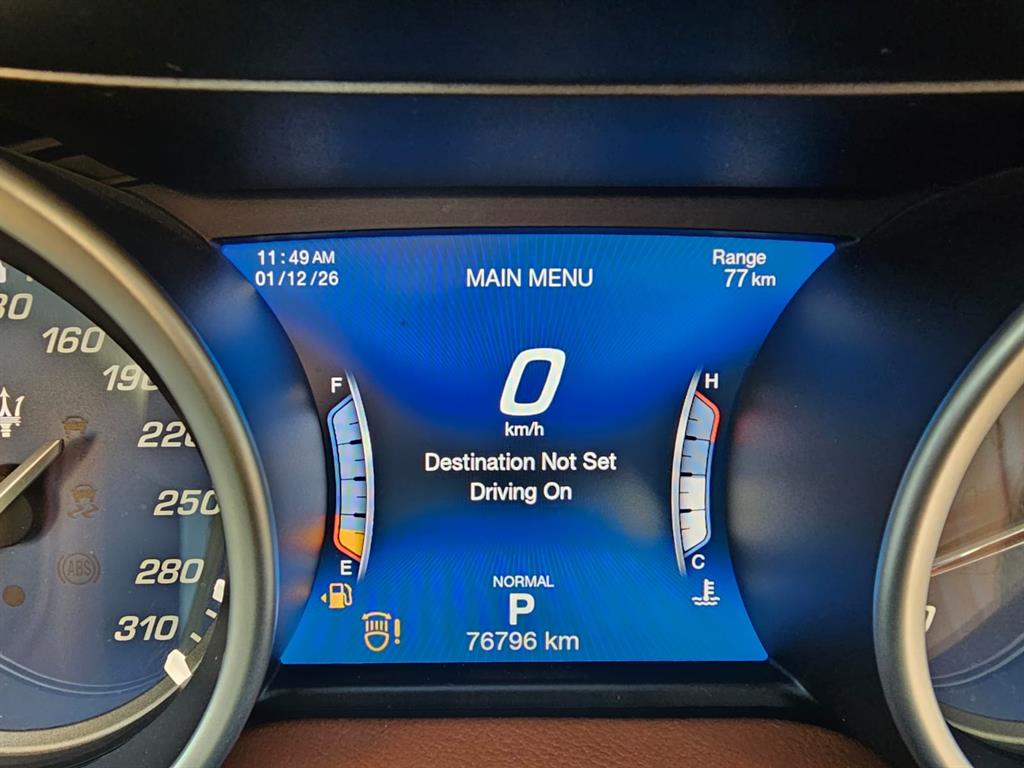 11:49 AM
01/12/26
MAIN MENU
Range
77 km
0
km/h
Destination Not Set
Driving On
F
E
H
C
NORMAL
P
76796 km
160
190
220
250
280
310
ABS